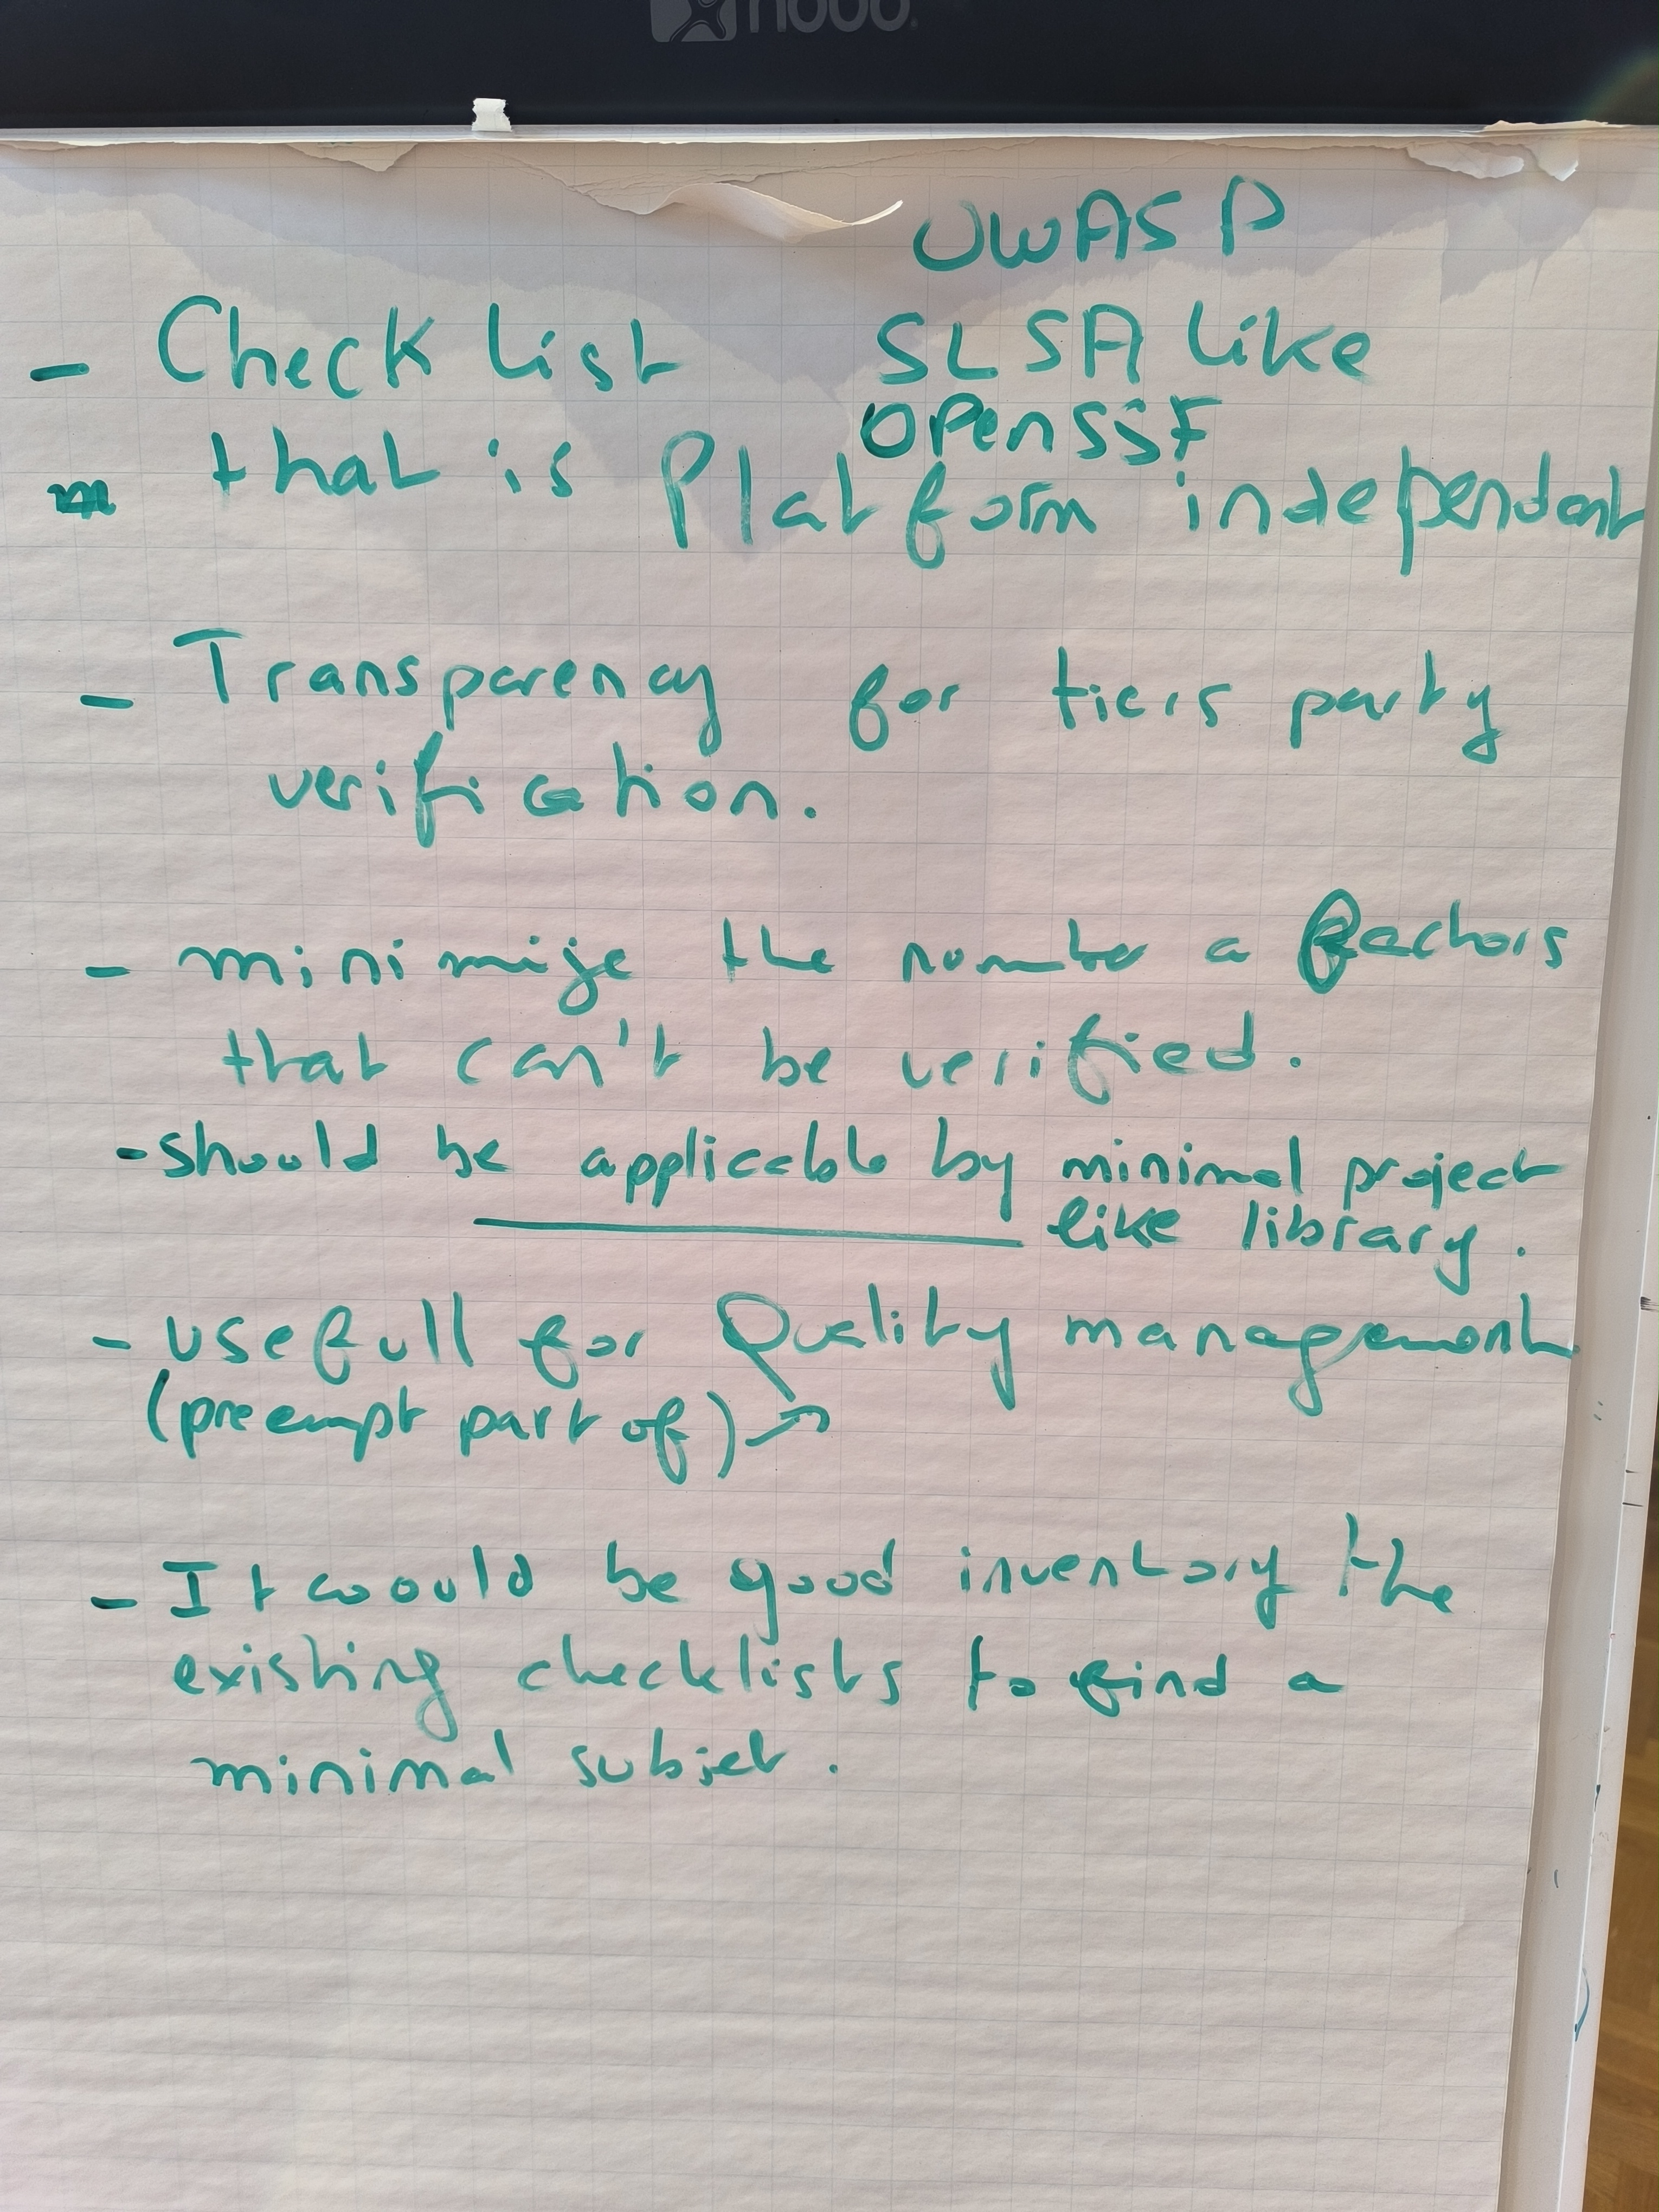 nobo
UWASP
- Check list SLSA like
OpenSSF
that is Platform independent
- Transparency for tiers party
verification.
- minimize the number a factors
that can't be verified.
- should be applicable by minimal project
like library.
- usefull for Quality management
(preempt part of) →
- It would be good inventory the
existing checklists to find a
minimal subjet.